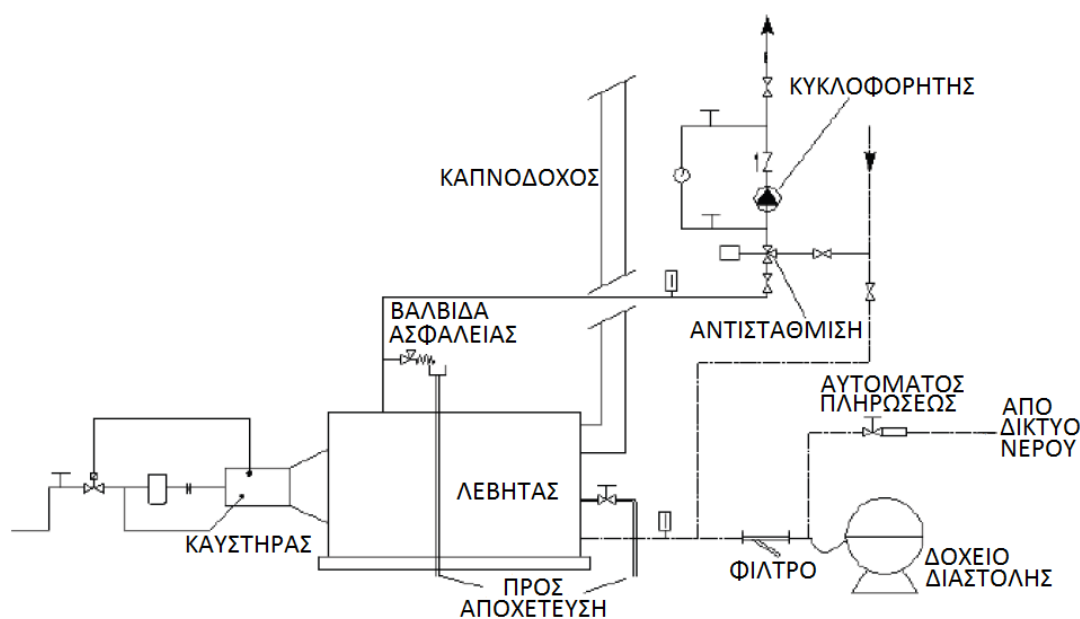 ΚΥΚΛΟΦΟΡΗΤΗΣ
ΚΑΠΝΟΔΟΧΟΣ
ΒΑΛΒΙΔΑ
ΑΣΦΑΛΕΙΑΣ
ΑΝΤΙΣΤΑΘΜΙΣΗ
ΑΥΤΟΜΑΤΟΣ
ΠΛΗΡΩΣΕΩΣ
ΑΠΟ
ΔΙΚΤΥΟ
ΝΕΡΟΥ
ΛΕΒΗΤΑΣ
ΚΑΥΣΤΗΡΑΣ
ΦΙΛΤΡΟ
ΔΟΧΕΙΟ
ΔΙΑΣΤΟΛΗΣ
ΠΡΟΣ
ΑΠΟΧΕΤΕΥΣΗ